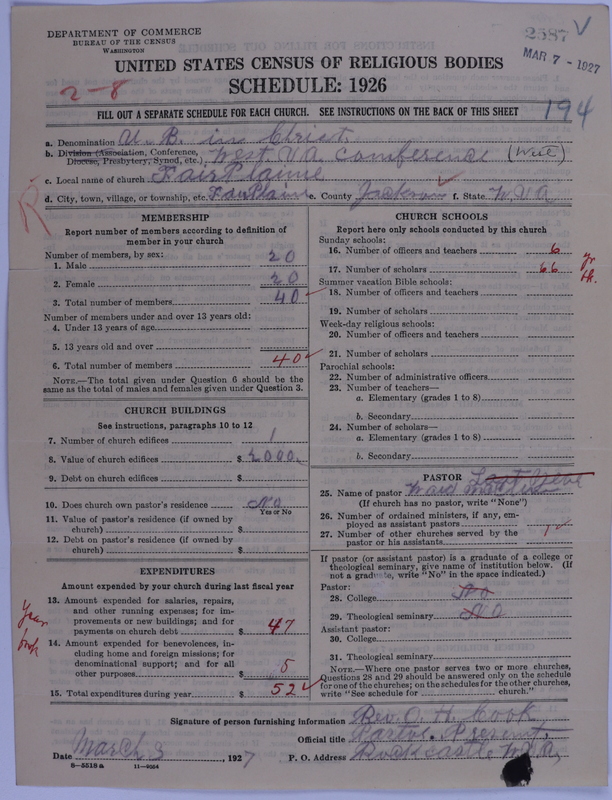 DEPARTMENT OF COMMERCE
BUREAU OF THE CENSUS
WASHINGTON
2587 V
MAR 7 - 1927
UNITED STATES CENSUS OF RELIGIOUS BODIES
SCHEDULE: 1926
2-8
FILL OUT A SEPARATE SCHEDULE FOR EACH CHURCH. SEE INSTRUCTIONS ON THE BACK OF THIS SHEET
194
a. Denomination U. B. in Christ
b. Division (Association, Conference, Diocese, Presbytery, Synod, etc.) West VA Conference (West)
c. Local name of church Fair Plaine
d. City, town, village, or township, etc. Fair Plaine e. County Jackson f. State W. VA
MEMBERSHIP
Report number of members according to definition of
member in your church
Number of members, by sex:
1. Male 20
2. Female 20
3. Total number of members 40
Number of members under and over 13 years old:
4. Under 13 years of age
5. 13 years old and over
6. Total number of members 40
NOTE.—The total given under Question 6 should be the
same as the total of males and females given under Question 3.
CHURCH BUILDINGS
See instructions, paragraphs 10 to 12
7. Number of church edifices 1
8. Value of church edifices $ 2000.
9. Debt on church edifices $
10. Does church own pastor's residence No
Yes or No
11. Value of pastor's residence (if owned by
church) $
12. Debt on pastor's residence (if owned by
church) $
EXPENDITURES
Amount expended by your church during last fiscal year
Year book
13. Amount expended for salaries, repairs,
and other running expenses; for im-
provements or new buildings; and for
payments on church debt $ 47
14. Amount expended for benevolences, in-
cluding home and foreign missions; for
denominational support; and for all
other purposes $ 5
15. Total expenditures during year $ 52
CHURCH SCHOOLS
Report here only schools conducted by this church
Sunday schools:
16. Number of officers and teachers 6
17. Number of scholars 66
Summer vacation Bible schools:
18. Number of officers and teachers
19. Number of scholars
Week-day religious schools:
20. Number of officers and teachers
21. Number of scholars
Parochial schools:
22. Number of administrative officers
23. Number of teachers—
a. Elementary (grades 1 to 8)
b. Secondary
24. Number of scholars—
a. Elementary (grades 1 to 8)
b. Secondary
PASTOR
25. Name of pastor
(If church has no pastor, write "None")
26. Number of ordained ministers, if any, em-
ployed as assistant pastors
27. Number of other churches served by the
pastor or his assistants 1
If pastor (or assistant pastor) is a graduate of a college or
theological seminary, give name of institution below. (If
not a graduate, write "No" in the space indicated.)
Pastor:
28. College No
29. Theological seminary No
Assistant pastor:
30. College
31. Theological seminary
NOTE.—Where one pastor serves two or more churches,
Questions 28 and 29 should be answered only on the schedule
for one of the churches; on the schedules for the other churches,
write "See schedule for church."
Signature of person furnishing information Rev. O. H. Cook
Official title Pastor Present
Date March 3, 1927 P. O. Address Rockcastle, W. VA,
8-5518a 11-2554